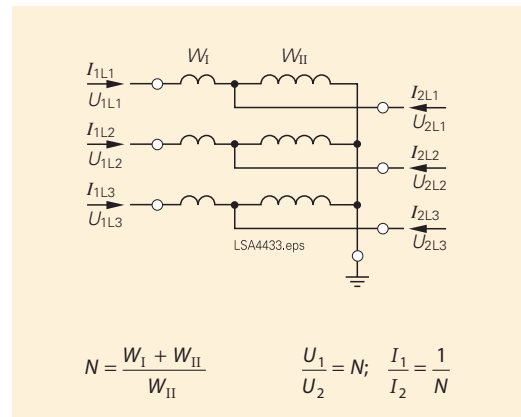 W_I W_II
I_1L1
U_1L1
I_2L1
U_2L1
I_1L2
U_1L2
I_2L2
U_2L2
I_1L3
U_1L3
I_2L3
U_2L3
LSA4433.eps
N = (W_I + W_II) / W_II U_1 / U_2 = N; I_1 / I_2 = 1 / N